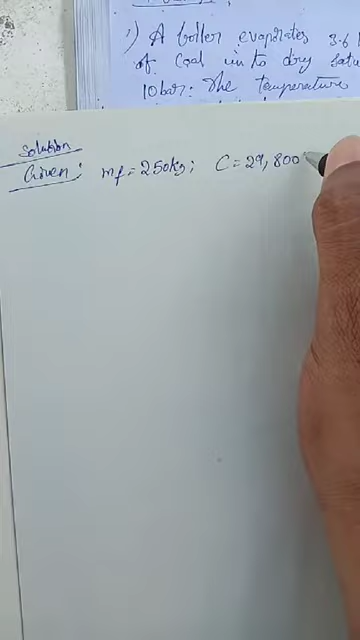 1) A boiler evaporates 3.6
of coal into dry satu
10bar. The temperature
Solution
Given: mf = 250kg; C = 29,800